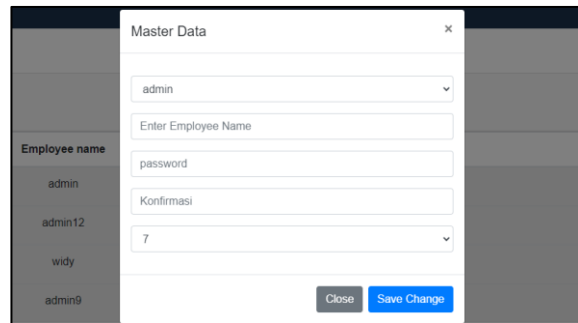 Master Data ×
admin
Enter Employee Name
password
Konfirmasi
7
Close Save Change
Employee name
admin
admin12
widy
admin9